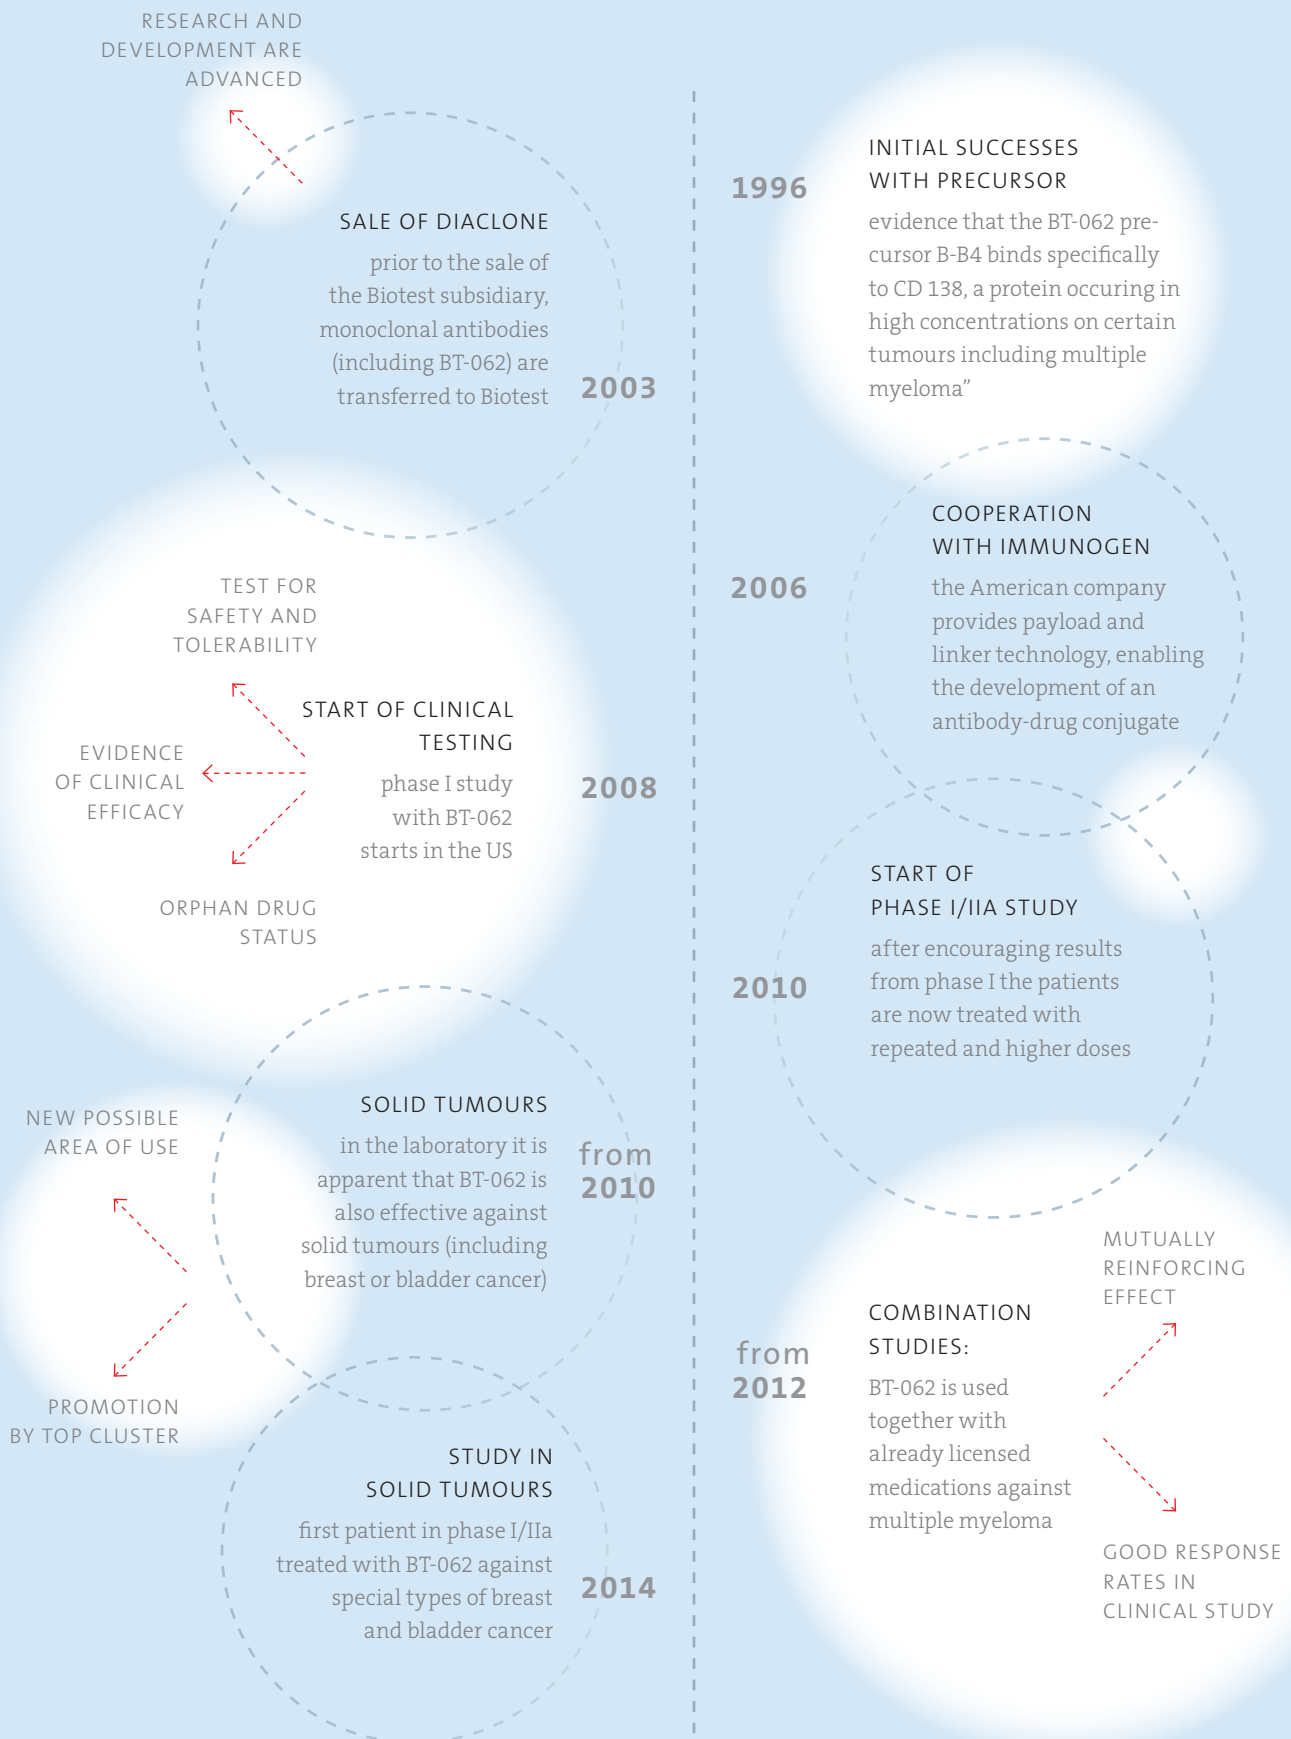 RESEARCH AND
DEVELOPMENT ARE
ADVANCED
1996
INITIAL SUCCESSES
WITH PRECURSOR
evidence that the BT-062 pre-
cursor B-B4 binds specifically
to CD 138, a protein occuring in
high concentrations on certain
tumours including multiple
myeloma”
SALE OF DIACLONE
prior to the sale of
the Biotest subsidiary,
monoclonal antibodies
(including BT-062) are
transferred to Biotest
2003
2006
COOPERATION
WITH IMMUNOGEN
the American company
provides payload and
linker technology, enabling
the development of an
antibody-drug conjugate
TEST FOR
SAFETY AND
TOLERABILITY
EVIDENCE
OF CLINICAL
EFFICACY
ORPHAN DRUG
STATUS
START OF CLINICAL
TESTING
phase I study
with BT-062
starts in the US
2008
2010
START OF
PHASE I/IIA STUDY
after encouraging results
from phase I the patients
are now treated with
repeated and higher doses
NEW POSSIBLE
AREA OF USE
PROMOTION
BY TOP CLUSTER
SOLID TUMOURS
in the laboratory it is
apparent that BT-062 is
also effective against
solid tumours (including
breast or bladder cancer)
from
2010
from
2012
COMBINATION
STUDIES:
BT-062 is used
together with
already licensed
medications against
multiple myeloma
MUTUALLY
REINFORCING
EFFECT
GOOD RESPONSE
RATES IN
CLINICAL STUDY
STUDY IN
SOLID TUMOURS
first patient in phase I/IIa
treated with BT-062 against
special types of breast
and bladder cancer
2014